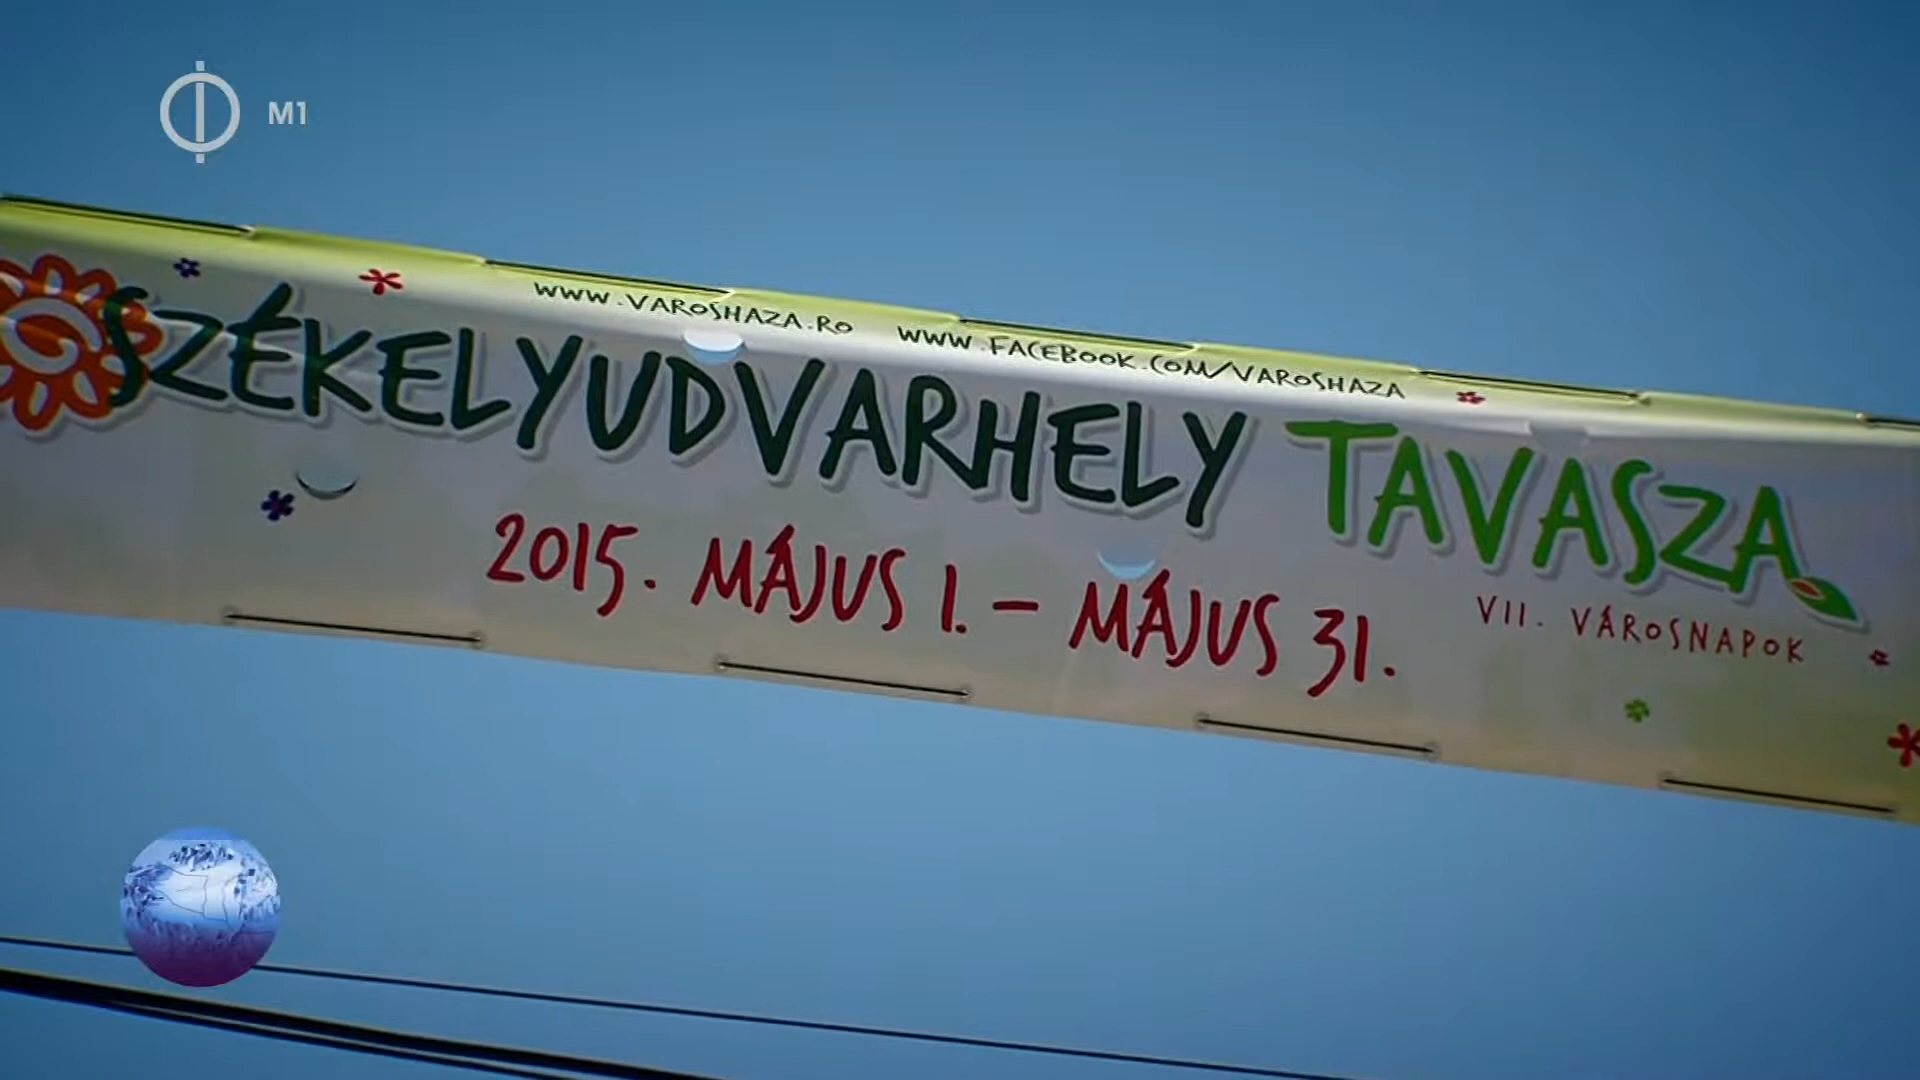 M1
WWW.VAROSHAZA.RO WWW.FACEBOOK.COM/VAROSHAZA
SZÉKELYUDVARHELY TAVASZA
2015. MÁJUS 1. – MÁJUS 31.
VII. VÁROSNAPOK